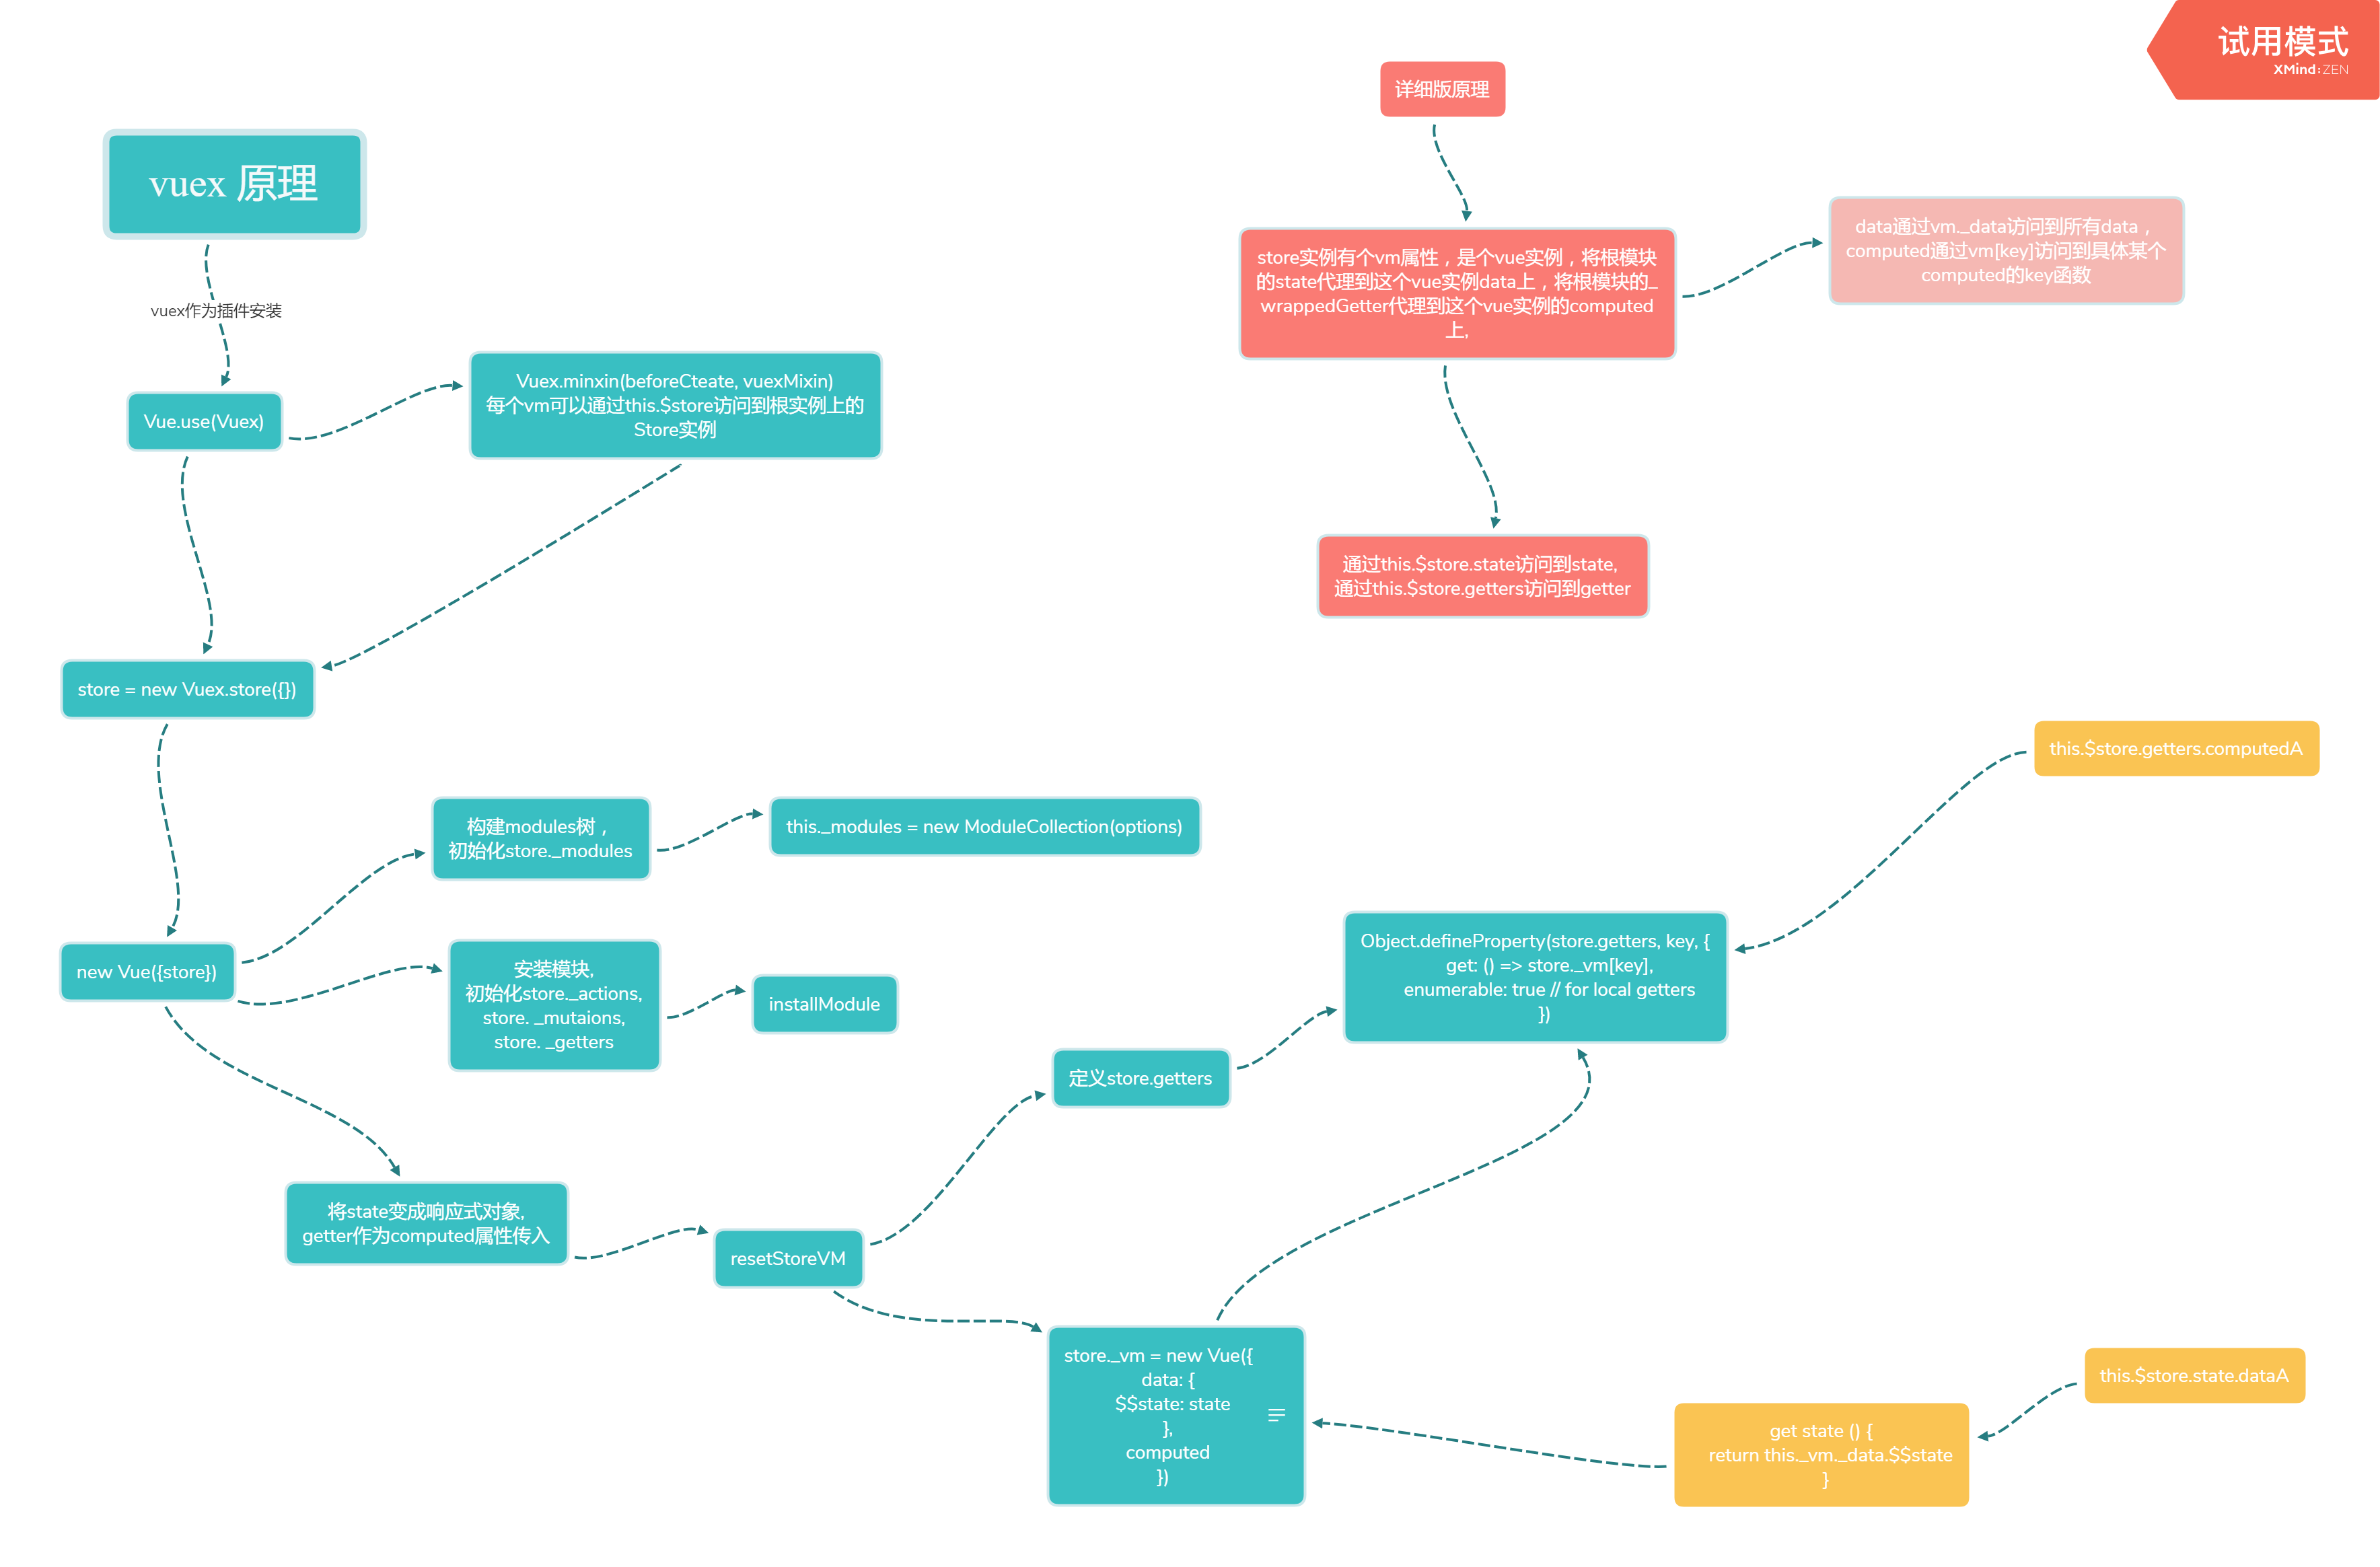 试用模式
XMind:ZEN
vuex 原理
vuex作为插件安装
Vue.use(Vuex)
Vuex.minxin(beforeCteate, vuexMixin)
每个vm可以通过this.$store访问到根实例上的
Store实例
store = new Vuex.store({})
new Vue({store})
构建modules树，
初始化store._modules
this._modules = new ModuleCollection(options)
安装模块,
初始化store._actions,
store. _mutaions,
store. _getters
installModule
将state变成响应式对象,
getter作为computed属性传入
resetStoreVM
定义store.getters
Object.defineProperty(store.getters, key, {
get: () => store._vm[key],
enumerable: true // for local getters
})
store._vm = new Vue({
data: {
$$state: state
},
computed
})
详细版原理
store实例有个vm属性，是个vue实例，将根模块
的state代理到这个vue实例data上，将根模块的_
wrappedGetter代理到这个vue实例的computed
上,
data通过vm._data访问到所有data，
computed通过vm[key]访问到具体某个
computed的key函数
通过this.$store.state访问到state,
通过this.$store.getters访问到getter
this.$store.getters.computedA
this.$store.state.dataA
get state () {
return this._vm._data.$$state
}